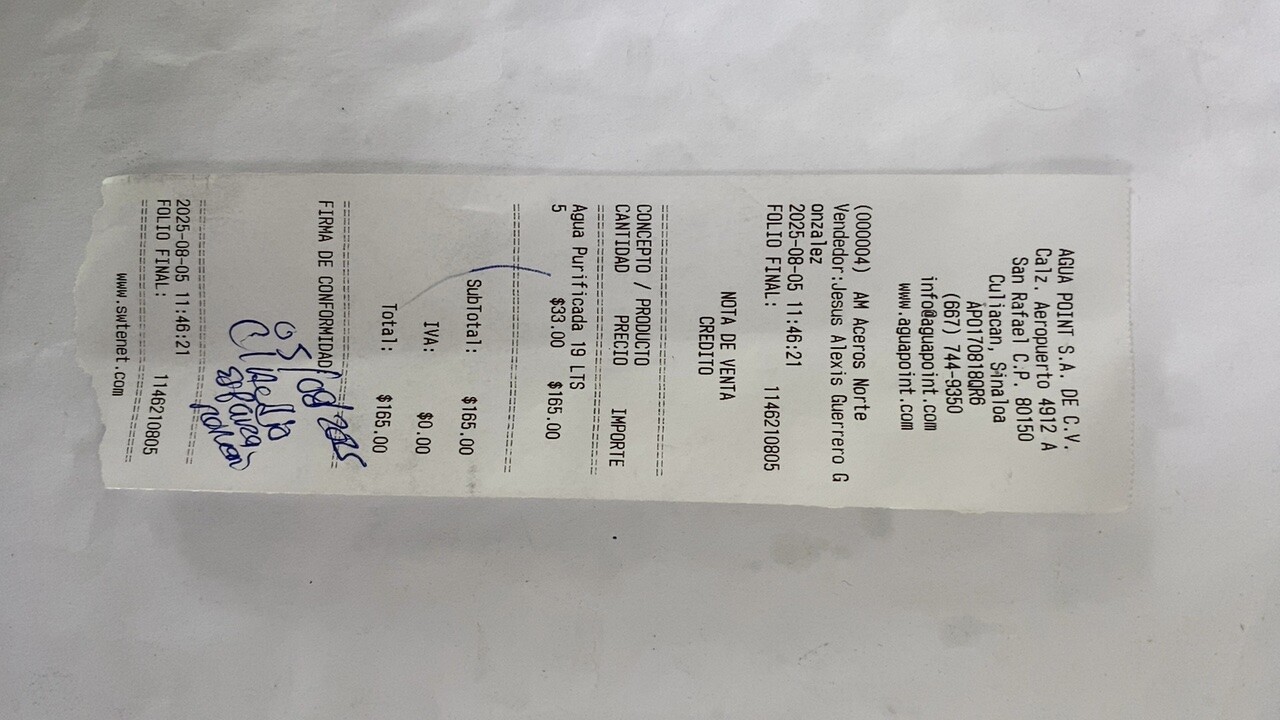 AGUA POINT S.A. DE C.V.
Calz. Aeropuerto 4912 A
San Rafael C.P. 80150
Culiacan, Sinaloa
APO170818QR6
(667) 744-9350
info@aguapoint.com
www.aguapoint.com
(000004) AM Aceros Norte
Vendedor:Jesus Alexis Guerrero G
onzalez
2025-08-05 11:46:21
FOLIO FINAL: 1146210805
NOTA DE VENTA
CREDITO
================================
CONCEPTO / PRODUCTO
CANTIDAD PRECIO IMPORTE
================================
Agua Purificada 19 LTS
5 $33.00 $165.00
================================
SubTotal: $165.00
IVA: $0.00
Total: $165.00
================================
FIRMA DE CONFORMIDAD
05/08/2025
================================
2025-08-05 11:46:21
FOLIO FINAL: 1146210805
================================
www.swtenet.com